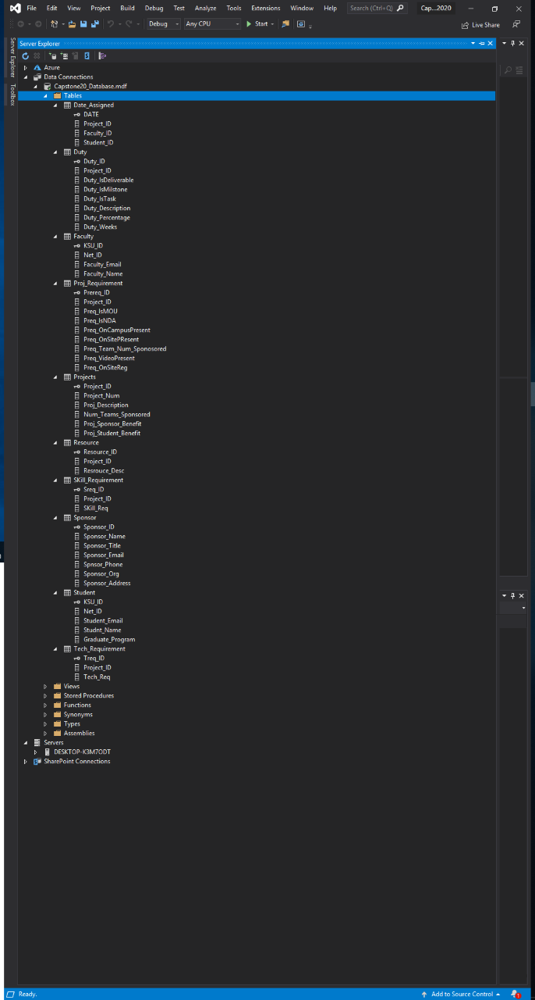 File Edit View Project Build Debug Test Analyze Tools Extensions Window Help Search (Ctrl+Q) Cap...2020
Debug Any CPU Start Live Share
Server Explorer
Toolbox
Server Explorer
Azure
Data Connections
Capstone20_Database.mdf
Tables
Date_Assigned
DATE
Project_ID
Faculty_ID
Student_ID
Duty
Duty_ID
Project_ID
Duty_IsDeliverable
Duty_IsMilstone
Duty_IsTask
Duty_Description
Duty_Percentage
Duty_Weeks
Faculty
KSU_ID
Net_ID
Faculty_Email
Faculty_Name
Proj_Requirement
Prereq_ID
Project_ID
Preq_IsMOU
Preq_IsNDA
Preq_OnCampusPresent
Preq_OnSitePResent
Preq_Team_Num_Sponosored
Preq_VideoPresent
Preq_OnSiteReg
Projects
Project_ID
Project_Num
Proj_Description
Num_Teams_Sponsored
Proj_Sponsor_Benefit
Proj_Student_Benefit
Resource
Resource_ID
Project_ID
Resrouce_Desc
SKill_Requirement
Sreq_ID
Project_ID
SKill_Req
Sponsor
Sponsor_ID
Sponsor_Name
Sponsor_Title
Sponsor_Email
Spnsor_Phone
Sponsor_Org
Sponsor_Address
Student
KSU_ID
Net_ID
Student_Email
Studnt_Name
Graduate_Program
Tech_Requirement
Treq_ID
Project_ID
Tech_Req
Views
Stored Procedures
Functions
Synonyms
Types
Assemblies
Servers
DESKTOP-K3M7ODT
SharePoint Connections
Ready. Add to Source Control 1